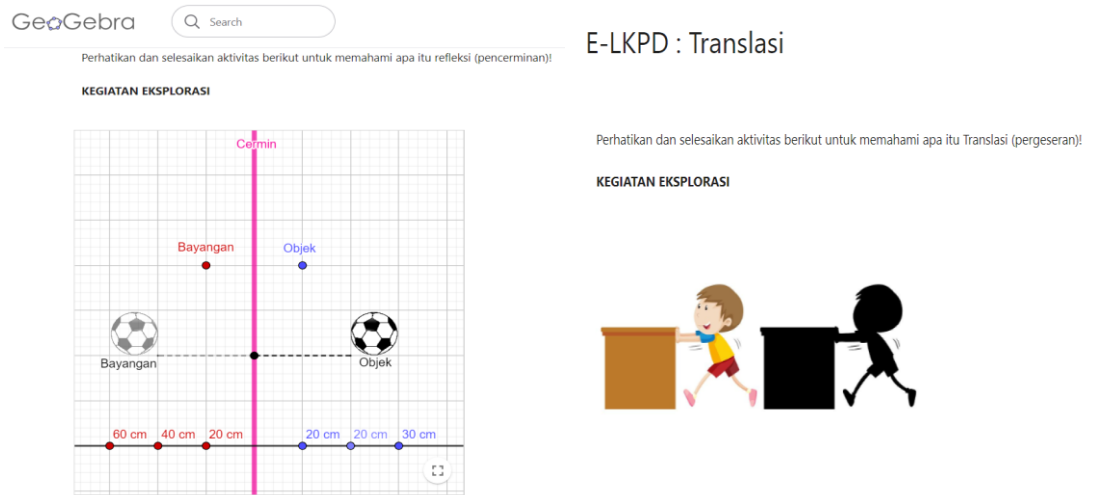 GeoGebra
Search
Perhatikan dan selesaikan aktivitas berikut untuk memahami apa itu refleksi (pencerminan)!
KEGIATAN EKSPLORASI
Cermin
Bayangan Objek
Bayangan Objek
60 cm 40 cm 20 cm 20 cm 20 cm 30 cm
E-LKPD : Translasi
Perhatikan dan selesaikan aktivitas berikut untuk memahami apa itu Translasi (pergeseran)!
KEGIATAN EKSPLORASI